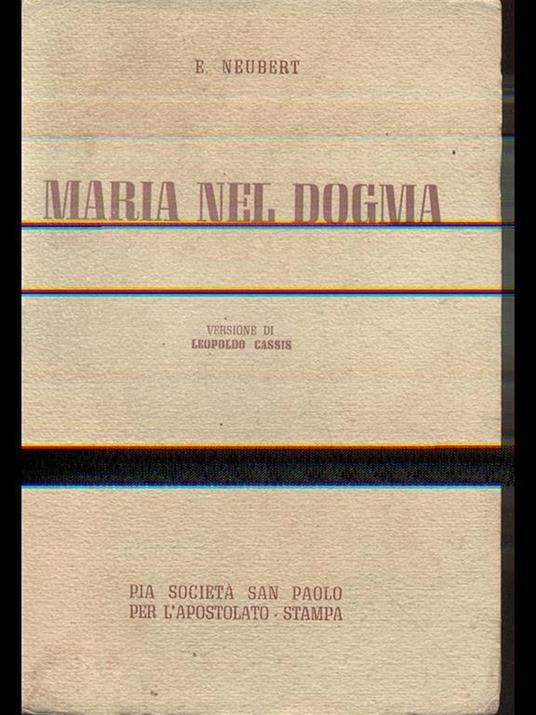 E. NEUBERT
MARIA NEL DOGMA
VERSIONE DI
LEOPOLDO CASSIS
PIA SOCIETÀ SAN PAOLO
PER L'APOSTOLATO - STAMPA